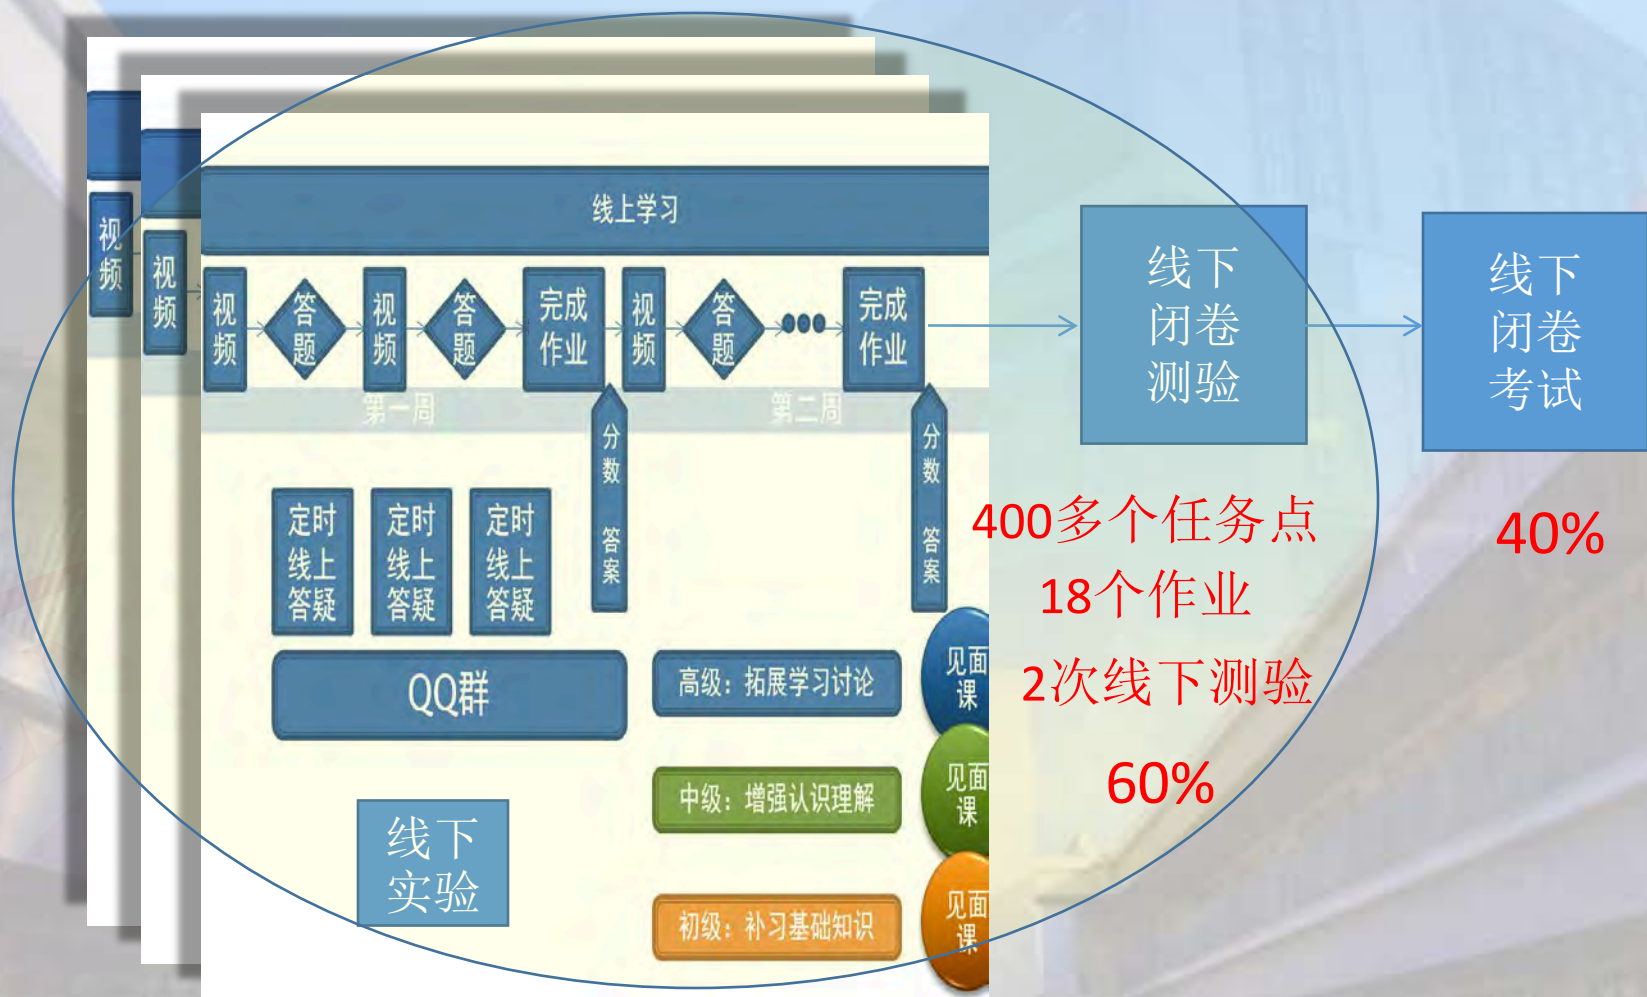 线上学习
视频
视频
视频
答题
视频
答题
完成
作业
视频
答题
完成
作业
第一周
第二周
分数 答案
分数 答案
定时
线上
答疑
定时
线上
答疑
定时
线上
答疑
QQ群
高级：拓展学习讨论
见面
课
中级：增强认识理解
见面
课
初级：补习基础知识
见面
课
线下
实验
线下
闭卷
测验
线下
闭卷
考试
400多个任务点
18个作业
2次线下测验
60%
40%